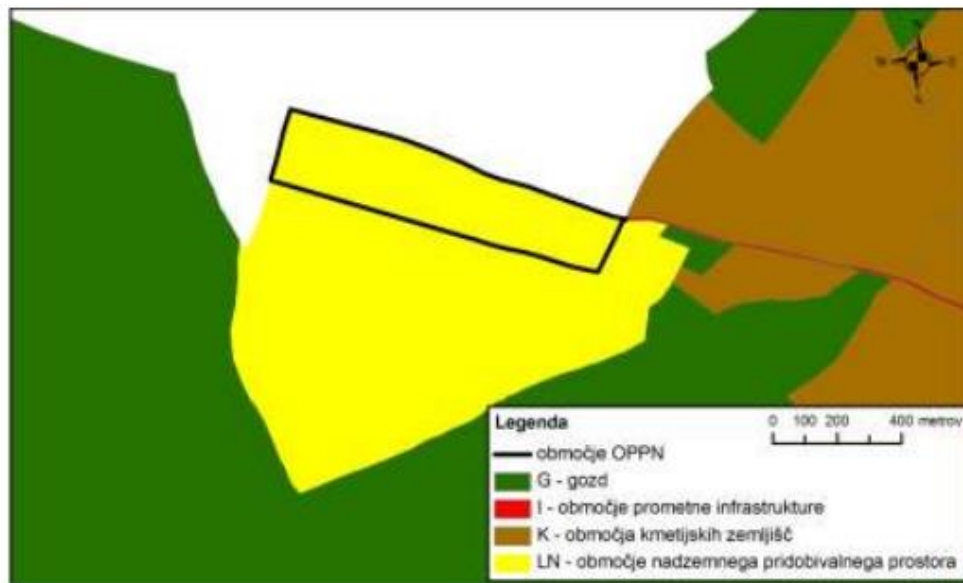 Legenda
0 100 200 400 metrov
območje OPPN
G - gozd
I - območje prometne infrastrukture
K - območja kmetijskih zemljišč
LN - območje nadzemnega pridobivalnega prostora